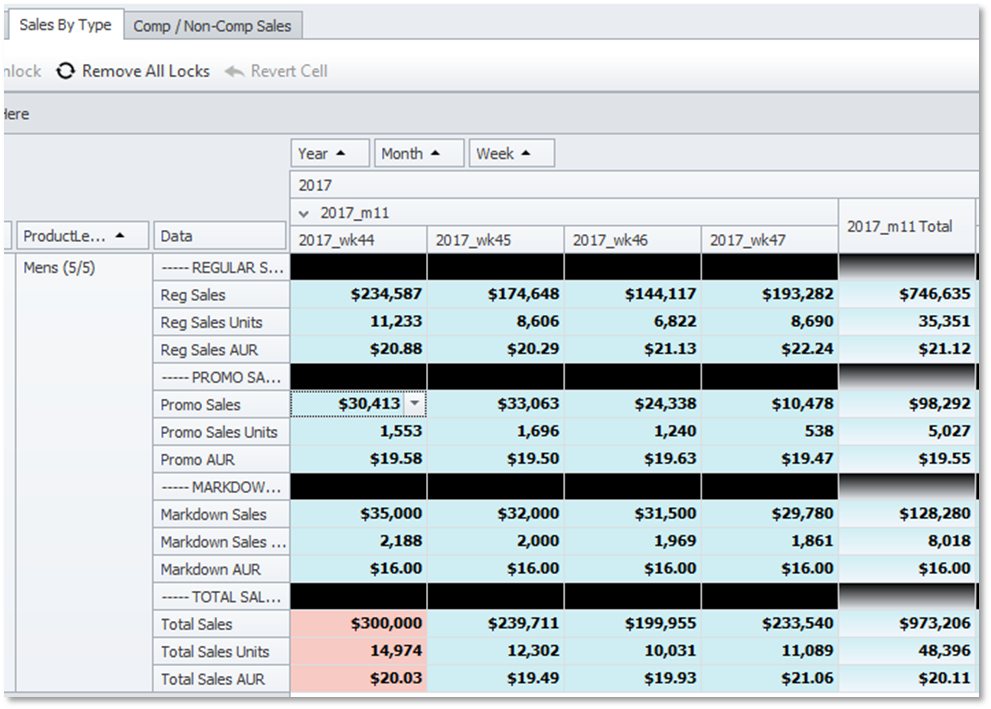 Sales By Type Comp / Non-Comp Sales
nlock Remove All Locks Revert Cell
Here
Year Month Week
2017
2017_m11 2017_m11 Total
ProductLe... Data 2017_wk44 2017_wk45 2017_wk46 2017_wk47
Mens (5/5) ----- REGULAR S...
Reg Sales $234,587 $174,648 $144,117 $193,282 $746,635
Reg Sales Units 11,233 8,606 6,822 8,690 35,351
Reg Sales AUR $20.88 $20.29 $21.13 $22.24 $21.12
----- PROMO SA...
Promo Sales $30,413 $33,063 $24,338 $10,478 $98,292
Promo Sales Units 1,553 1,696 1,240 538 5,027
Promo AUR $19.58 $19.50 $19.63 $19.47 $19.55
----- MARKDOW...
Markdown Sales $35,000 $32,000 $31,500 $29,780 $128,280
Markdown Sales ... 2,188 2,000 1,969 1,861 8,018
Markdown AUR $16.00 $16.00 $16.00 $16.00 $16.00
----- TOTAL SAL...
Total Sales $300,000 $239,711 $199,955 $233,540 $973,206
Total Sales Units 14,974 12,302 10,031 11,089 48,396
Total Sales AUR $20.03 $19.49 $19.93 $21.06 $20.11